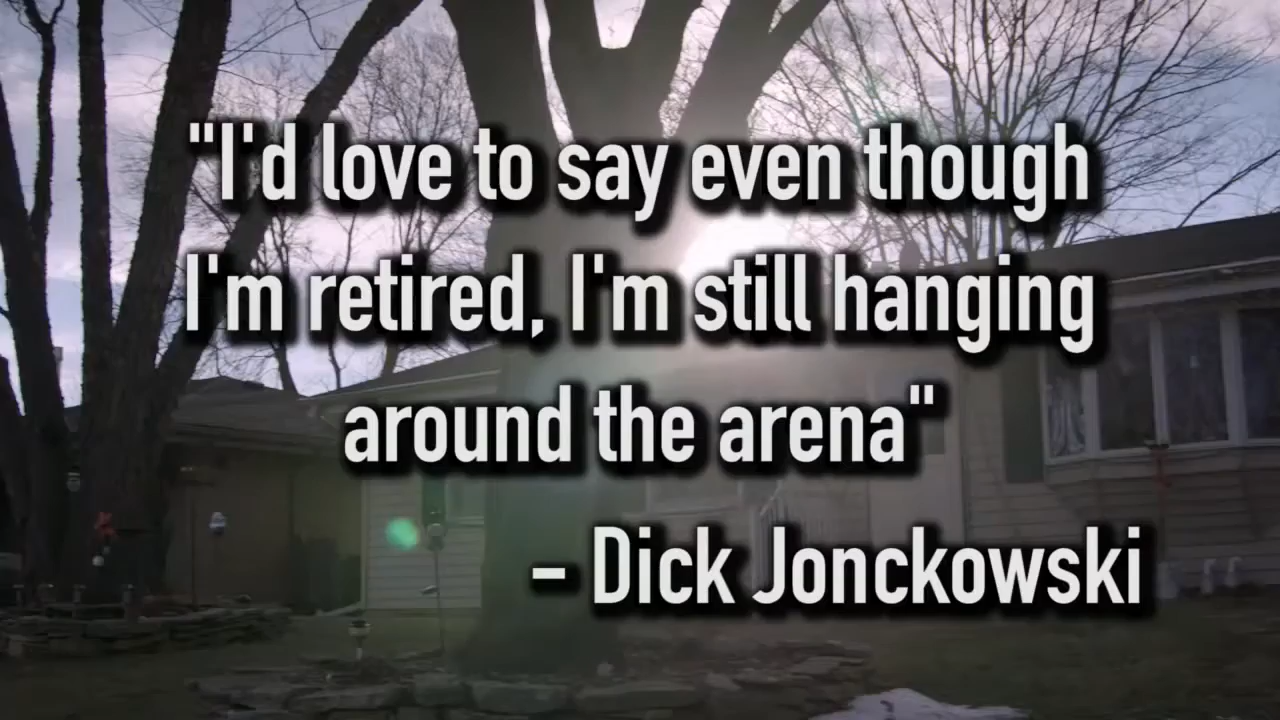 "I'd love to say even though
I'm retired, I'm still hanging
around the arena"
- Dick Jonckowski